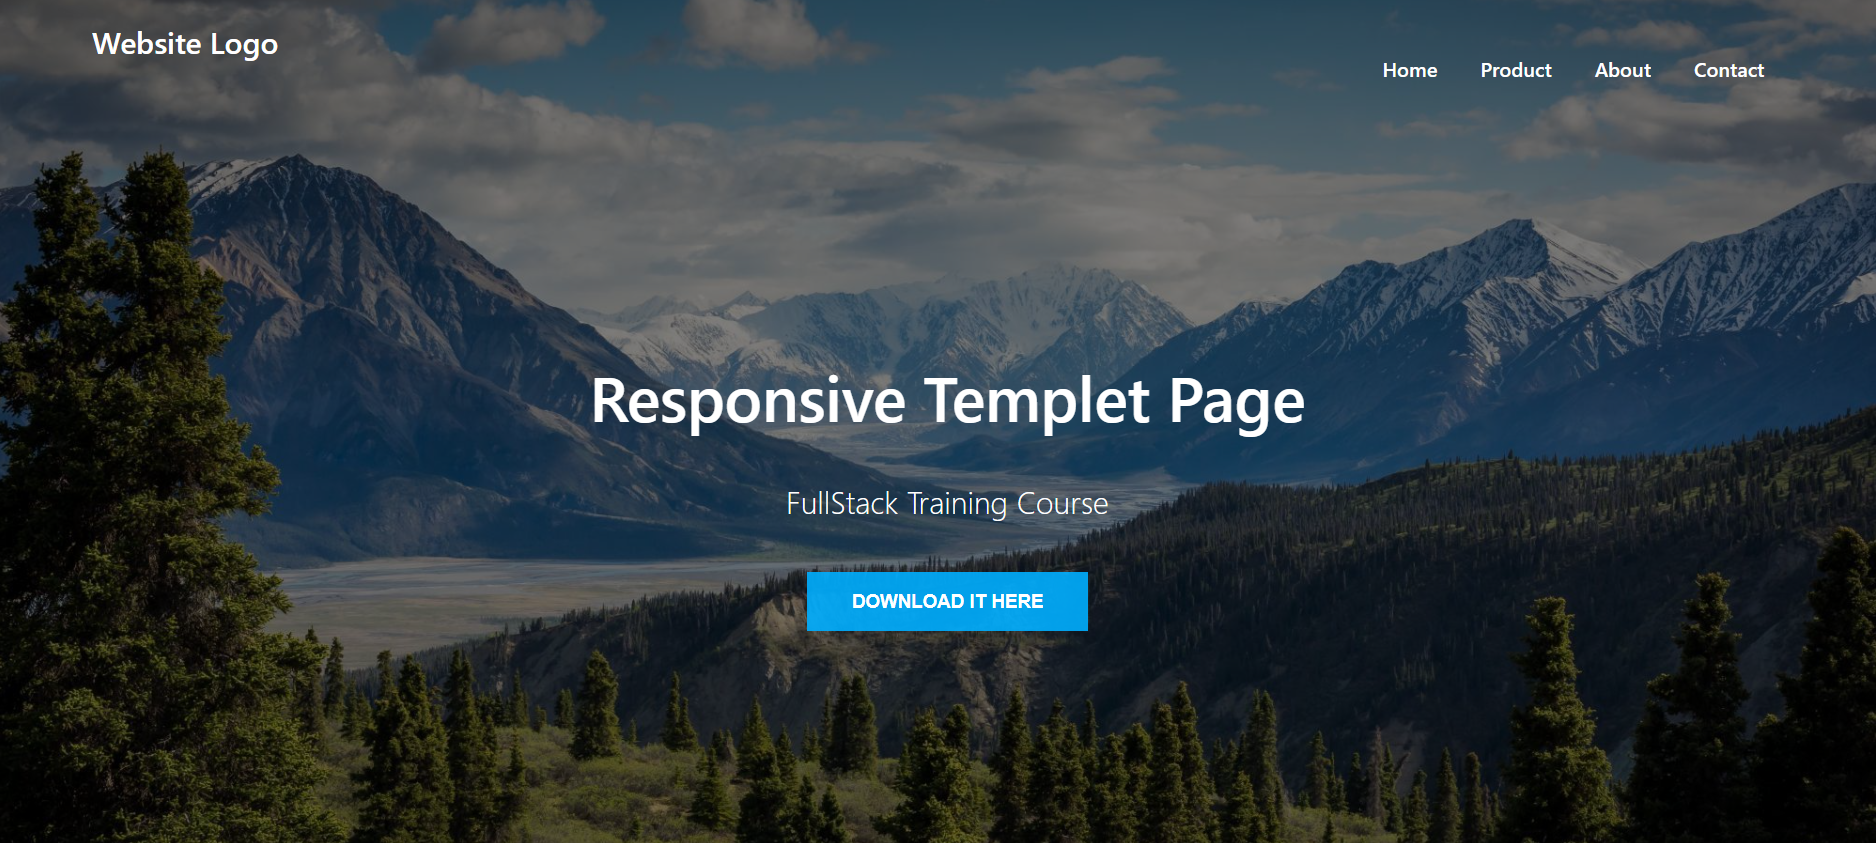 Website Logo
Home Product About Contact
Responsive Templet Page
FullStack Training Course
DOWNLOAD IT HERE